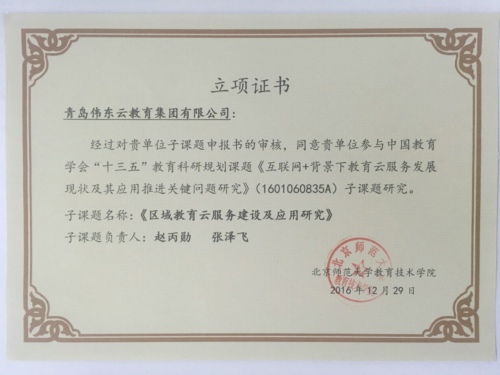 立项证书
青岛伟东云教育集团有限公司：
经过对贵单位子课题申报书的审核，同意贵单位参与中国教育
学会“十三五”教育科研规划课题《互联网+背景下教育云服务发展
现状及其应用推进关键问题研究》（1601060835A）子课题研究。
子课题名称：《区域教育云服务建设及应用研究》
子课题负责人：赵丙勋 张泽飞
北京师范大学教育技术学院
2016年12月29日